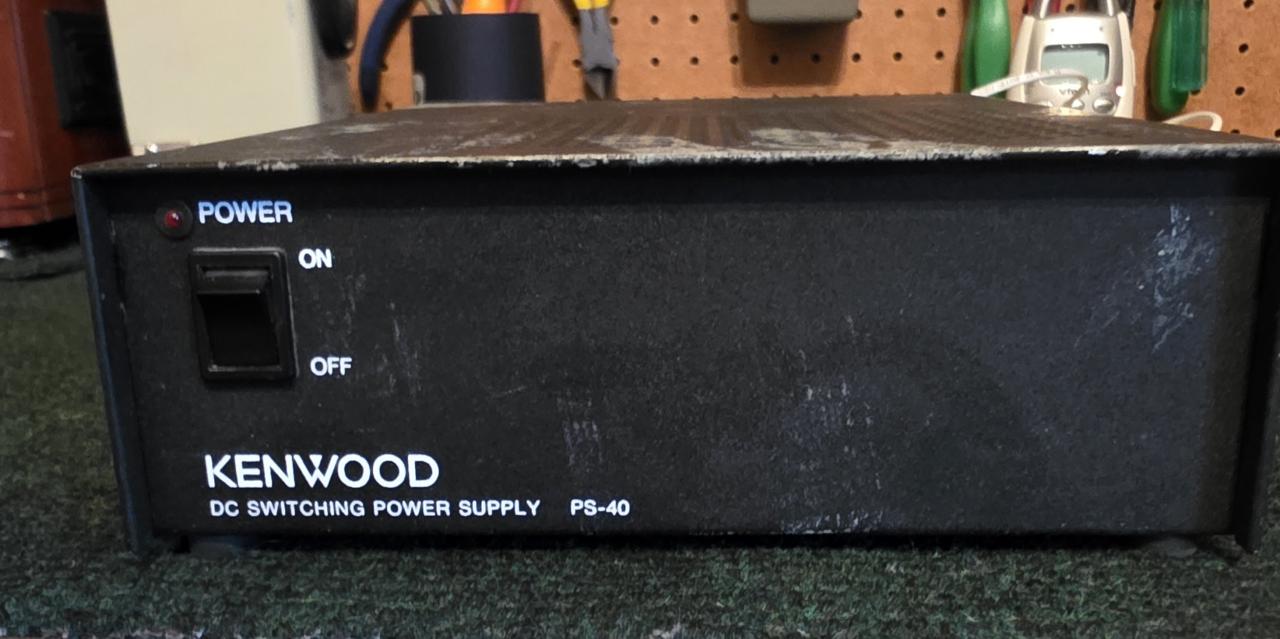 POWER
ON
OFF
KENWOOD
DC SWITCHING POWER SUPPLY PS-40